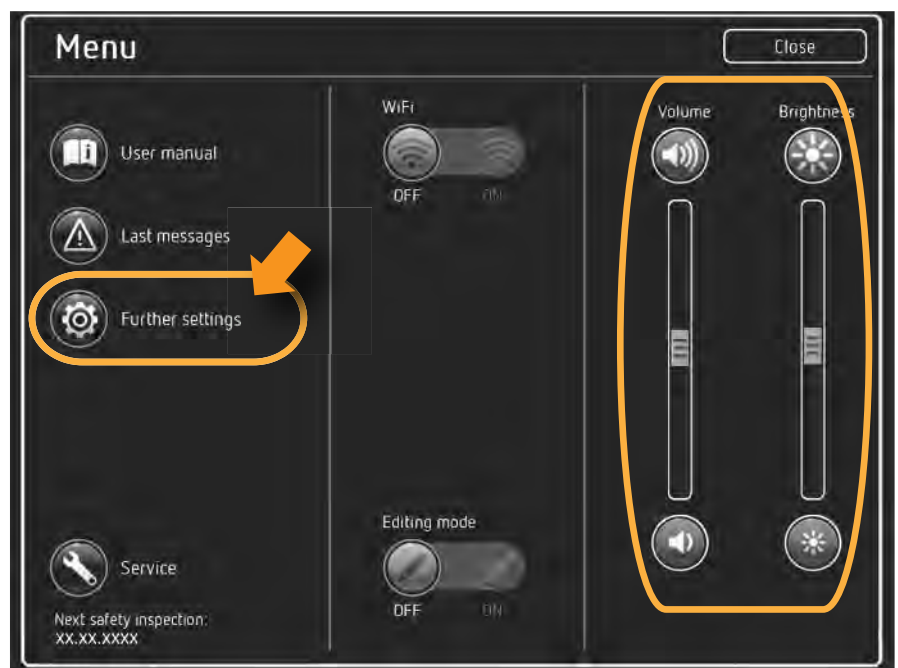 Menu
Close
User manual
Last messages
Further settings
Service
Next safety inspection:
XX.XX.XXXX
WiFi
OFF ON
Editing mode
OFF ON
Volume Brightness